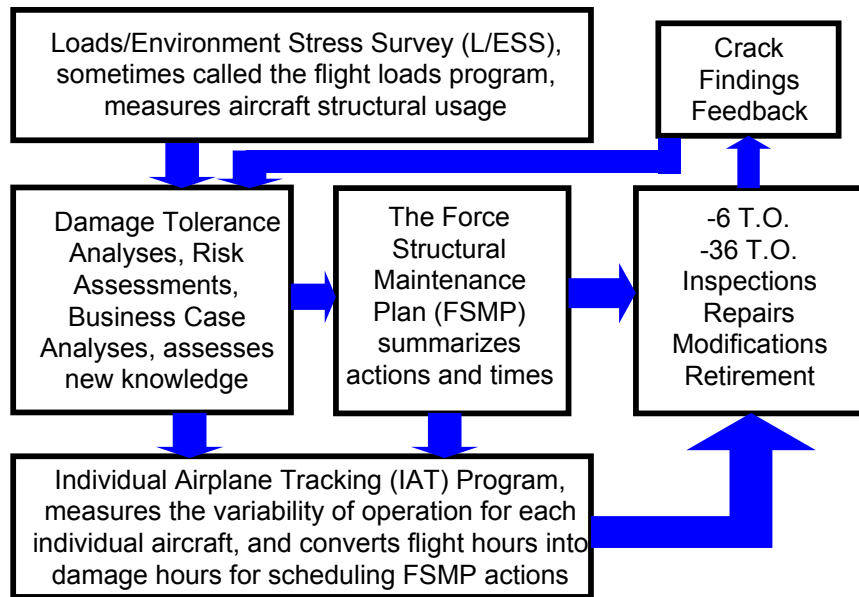 Loads/Environment Stress Survey (L/ESS),
sometimes called the flight loads program,
measures aircraft structural usage
Crack
Findings
Feedback
Damage Tolerance
Analyses, Risk
Assessments,
Business Case
Analyses, assesses
new knowledge
The Force
Structural
Maintenance
Plan (FSMP)
summarizes
actions and times
-6 T.O.
-36 T.O.
Inspections
Repairs
Modifications
Retirement
Individual Airplane Tracking (IAT) Program,
measures the variability of operation for each
individual aircraft, and converts flight hours into
damage hours for scheduling FSMP actions